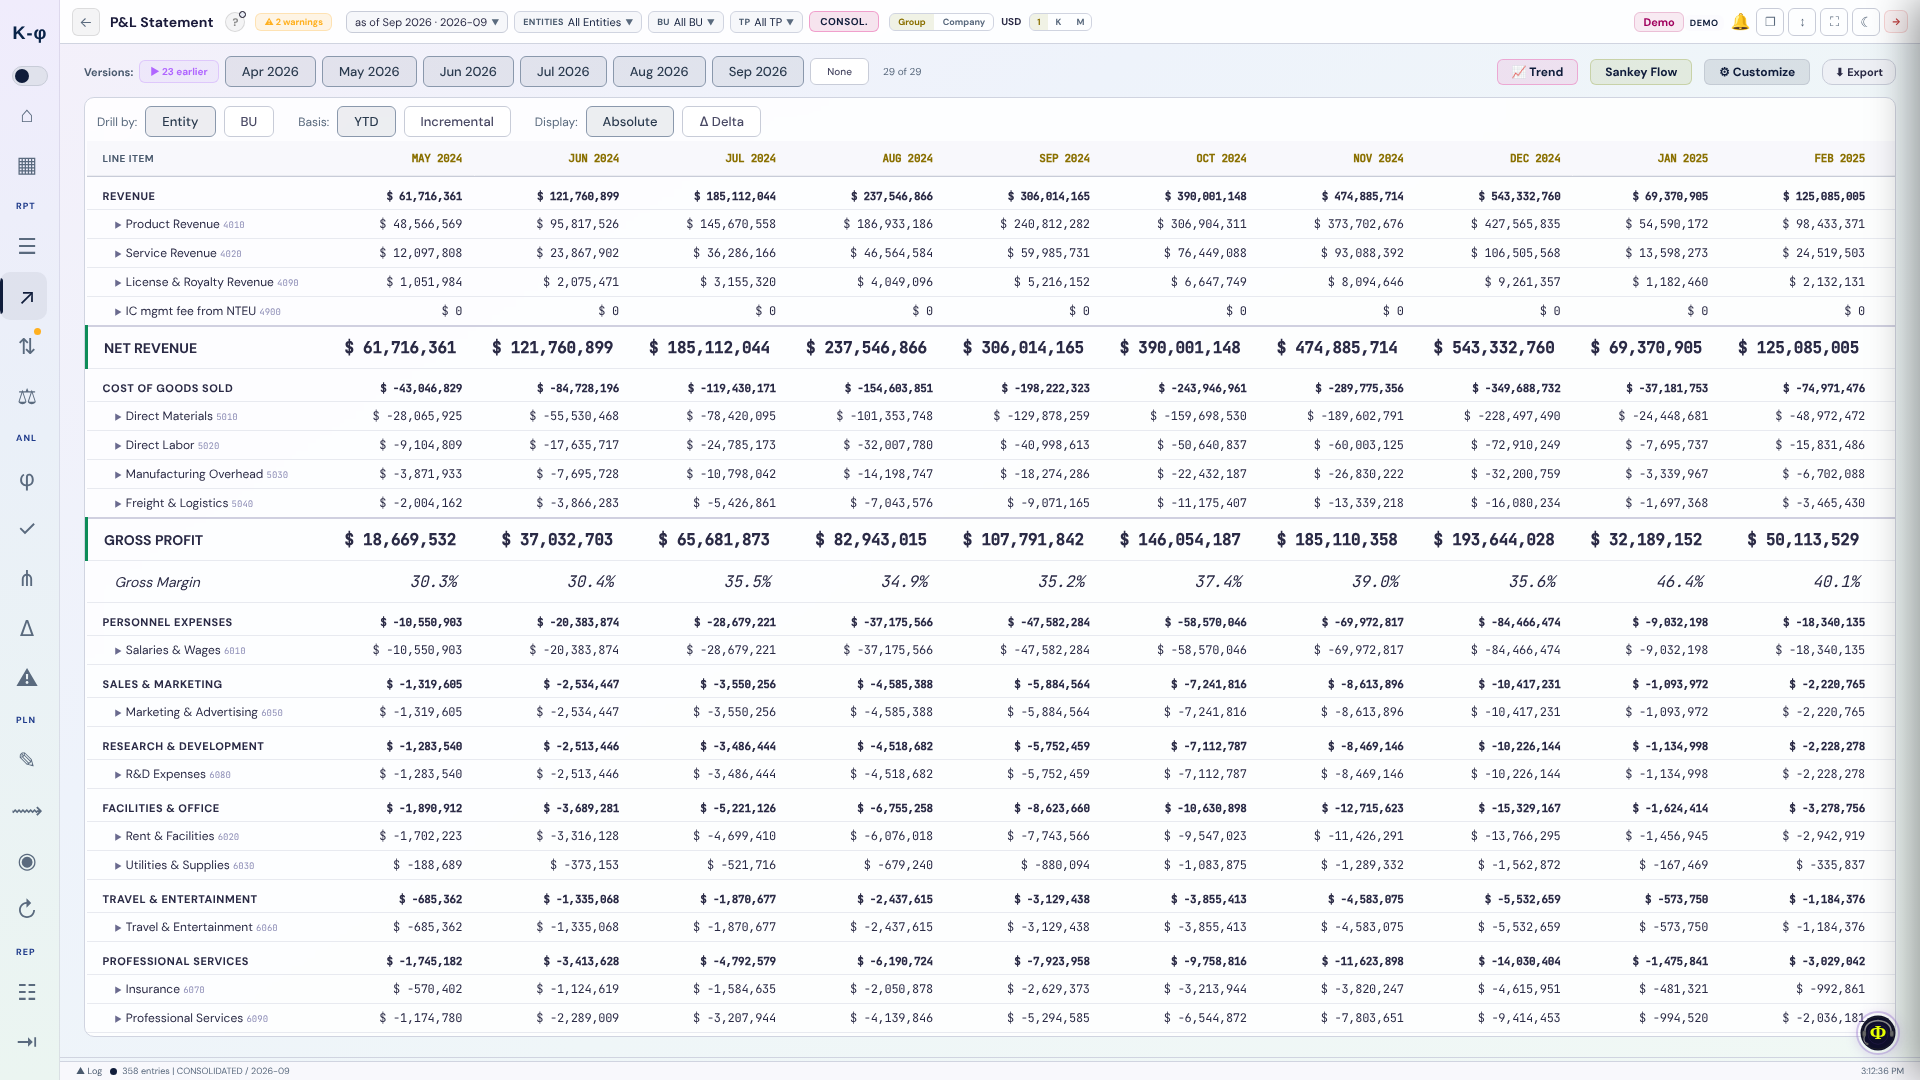 K-φ
← P&L Statement ? ⚠ 2 warnings as of Sep 2026 · 2026-09 ▼ ENTITIES All Entities ▼ BU All BU ▼ TP All TP ▼ CONSOL. Group Company USD 1 K M Demo DEMO
Versions: ▶ 23 earlier Apr 2026 May 2026 Jun 2026 Jul 2026 Aug 2026 Sep 2026 None 29 of 29 Trend Sankey Flow ⚙ Customize ⬇ Export
Drill by: Entity BU Basis: YTD Incremental Display: Absolute Δ Delta
LINE ITEM MAY 2024 JUN 2024 JUL 2024 AUG 2024 SEP 2024 OCT 2024 NOV 2024 DEC 2024 JAN 2025 FEB 2025
REVENUE $ 61,716,361 $ 121,760,899 $ 185,112,044 $ 237,546,866 $ 306,014,165 $ 390,001,148 $ 474,885,714 $ 543,332,760 $ 69,370,905 $ 125,085,005
▶ Product Revenue 4010 $ 48,566,569 $ 95,817,526 $ 145,670,558 $ 186,933,186 $ 240,812,282 $ 306,904,311 $ 373,702,676 $ 427,565,835 $ 54,590,172 $ 98,433,371
▶ Service Revenue 4020 $ 12,097,808 $ 23,867,902 $ 36,286,166 $ 46,564,584 $ 59,985,731 $ 76,449,088 $ 93,088,392 $ 106,505,568 $ 13,598,273 $ 24,519,503
▶ License & Royalty Revenue 4090 $ 1,051,984 $ 2,075,471 $ 3,155,320 $ 4,049,096 $ 5,216,152 $ 6,647,749 $ 8,094,646 $ 9,261,357 $ 1,182,460 $ 2,132,131
▶ IC mgmt fee from NTEU 4900 $ 0 $ 0 $ 0 $ 0 $ 0 $ 0 $ 0 $ 0 $ 0 $ 0
NET REVENUE $ 61,716,361 $ 121,760,899 $ 185,112,044 $ 237,546,866 $ 306,014,165 $ 390,001,148 $ 474,885,714 $ 543,332,760 $ 69,370,905 $ 125,085,005
COST OF GOODS SOLD $ -43,046,829 $ -84,728,196 $ -119,430,171 $ -154,603,851 $ -198,222,323 $ -243,946,961 $ -289,775,356 $ -349,688,732 $ -37,181,753 $ -74,971,476
▶ Direct Materials 5010 $ -28,065,925 $ -55,530,468 $ -78,420,095 $ -101,353,748 $ -129,878,259 $ -159,698,530 $ -189,602,791 $ -228,497,490 $ -24,448,681 $ -48,972,472
▶ Direct Labor 5020 $ -9,104,809 $ -17,635,717 $ -24,785,173 $ -32,007,780 $ -40,998,613 $ -50,640,837 $ -60,003,125 $ -72,910,249 $ -7,695,737 $ -15,831,486
▶ Manufacturing Overhead 5030 $ -3,871,933 $ -7,695,728 $ -10,798,042 $ -14,198,747 $ -18,274,286 $ -22,432,187 $ -26,830,222 $ -32,200,759 $ -3,339,967 $ -6,702,088
▶ Freight & Logistics 5040 $ -2,004,162 $ -3,866,283 $ -5,426,861 $ -7,043,576 $ -9,071,165 $ -11,175,407 $ -13,339,218 $ -16,080,234 $ -1,697,368 $ -3,465,430
GROSS PROFIT $ 18,669,532 $ 37,032,703 $ 65,681,873 $ 82,943,015 $ 107,791,842 $ 146,054,187 $ 185,110,358 $ 193,644,028 $ 32,189,152 $ 50,113,529
Gross Margin 30.3% 30.4% 35.5% 34.9% 35.2% 37.4% 39.0% 35.6% 46.4% 40.1%
PERSONNEL EXPENSES $ -10,550,903 $ -20,383,874 $ -28,679,221 $ -37,175,566 $ -47,582,284 $ -58,570,046 $ -69,972,817 $ -84,466,474 $ -9,032,198 $ -18,340,135
▶ Salaries & Wages 6010 $ -10,550,903 $ -20,383,874 $ -28,679,221 $ -37,175,566 $ -47,582,284 $ -58,570,046 $ -69,972,817 $ -84,466,474 $ -9,032,198 $ -18,340,135
SALES & MARKETING $ -1,319,605 $ -2,534,447 $ -3,550,256 $ -4,585,388 $ -5,884,564 $ -7,241,816 $ -8,613,896 $ -10,417,231 $ -1,093,972 $ -2,220,765
▶ Marketing & Advertising 6050 $ -1,319,605 $ -2,534,447 $ -3,550,256 $ -4,585,388 $ -5,884,564 $ -7,241,816 $ -8,613,896 $ -10,417,231 $ -1,093,972 $ -2,220,765
RESEARCH & DEVELOPMENT $ -1,283,540 $ -2,513,446 $ -3,486,444 $ -4,518,682 $ -5,752,459 $ -7,112,787 $ -8,469,146 $ -10,226,144 $ -1,134,998 $ -2,228,278
▶ R&D Expenses 6080 $ -1,283,540 $ -2,513,446 $ -3,486,444 $ -4,518,682 $ -5,752,459 $ -7,112,787 $ -8,469,146 $ -10,226,144 $ -1,134,998 $ -2,228,278
FACILITIES & OFFICE $ -1,890,912 $ -3,689,281 $ -5,221,126 $ -6,755,258 $ -8,623,660 $ -10,630,898 $ -12,715,623 $ -15,329,167 $ -1,624,414 $ -3,278,756
▶ Rent & Facilities 6020 $ -1,702,223 $ -3,316,128 $ -4,699,410 $ -6,076,018 $ -7,743,566 $ -9,547,023 $ -11,426,291 $ -13,766,295 $ -1,456,945 $ -2,942,919
▶ Utilities & Supplies 6030 $ -188,689 $ -373,153 $ -521,716 $ -679,240 $ -880,094 $ -1,083,875 $ -1,289,332 $ -1,562,872 $ -167,469 $ -335,837
TRAVEL & ENTERTAINMENT $ -685,362 $ -1,335,068 $ -1,870,677 $ -2,437,615 $ -3,129,438 $ -3,855,413 $ -4,583,075 $ -5,532,659 $ -573,750 $ -1,184,376
▶ Travel & Entertainment 6060 $ -685,362 $ -1,335,068 $ -1,870,677 $ -2,437,615 $ -3,129,438 $ -3,855,413 $ -4,583,075 $ -5,532,659 $ -573,750 $ -1,184,376
PROFESSIONAL SERVICES $ -1,745,182 $ -3,413,628 $ -4,792,579 $ -6,190,724 $ -7,923,958 $ -9,758,816 $ -11,623,898 $ -14,030,404 $ -1,475,841 $ -3,029,042
▶ Insurance 6070 $ -570,402 $ -1,124,619 $ -1,584,635 $ -2,050,878 $ -2,629,373 $ -3,213,944 $ -3,820,247 $ -4,615,951 $ -481,321 $ -992,861
▶ Professional Services 6090 $ -1,174,780 $ -2,289,009 $ -3,207,944 $ -4,139,846 $ -5,294,585 $ -6,544,872 $ -7,803,651 $ -9,414,453 $ -994,520 $ -2,036,181
RPT
ANL
φ
Δ
PLN
REP
Φ
▲ Log ● 358 entries | CONSOLIDATED / 2026-09 3:12:36 PM